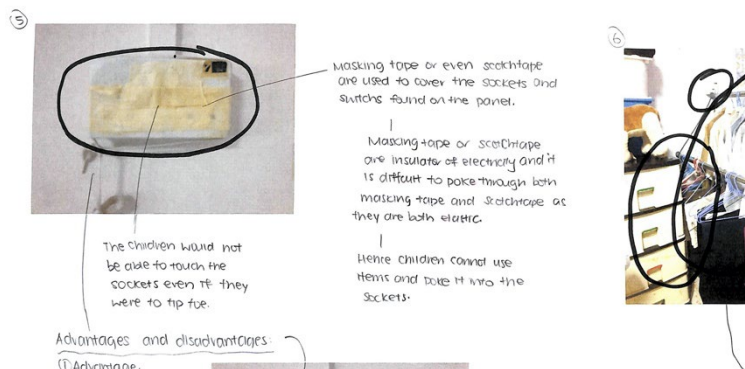 5
Masking tape or even scotchtape
are used to cover the sockets and
switchs found on the panel.
Masking tape or scotchtape
are insulator of electricity and it
is difficult to poke through both
masking tape and scotchtape as
they are both elastic.
Hence children cannot use
items and poke it into the
sockets.
The children would not
be able to touch the
sockets even if they
were to tip toe.
Advantages and disadvantages:
① Advantage.
6